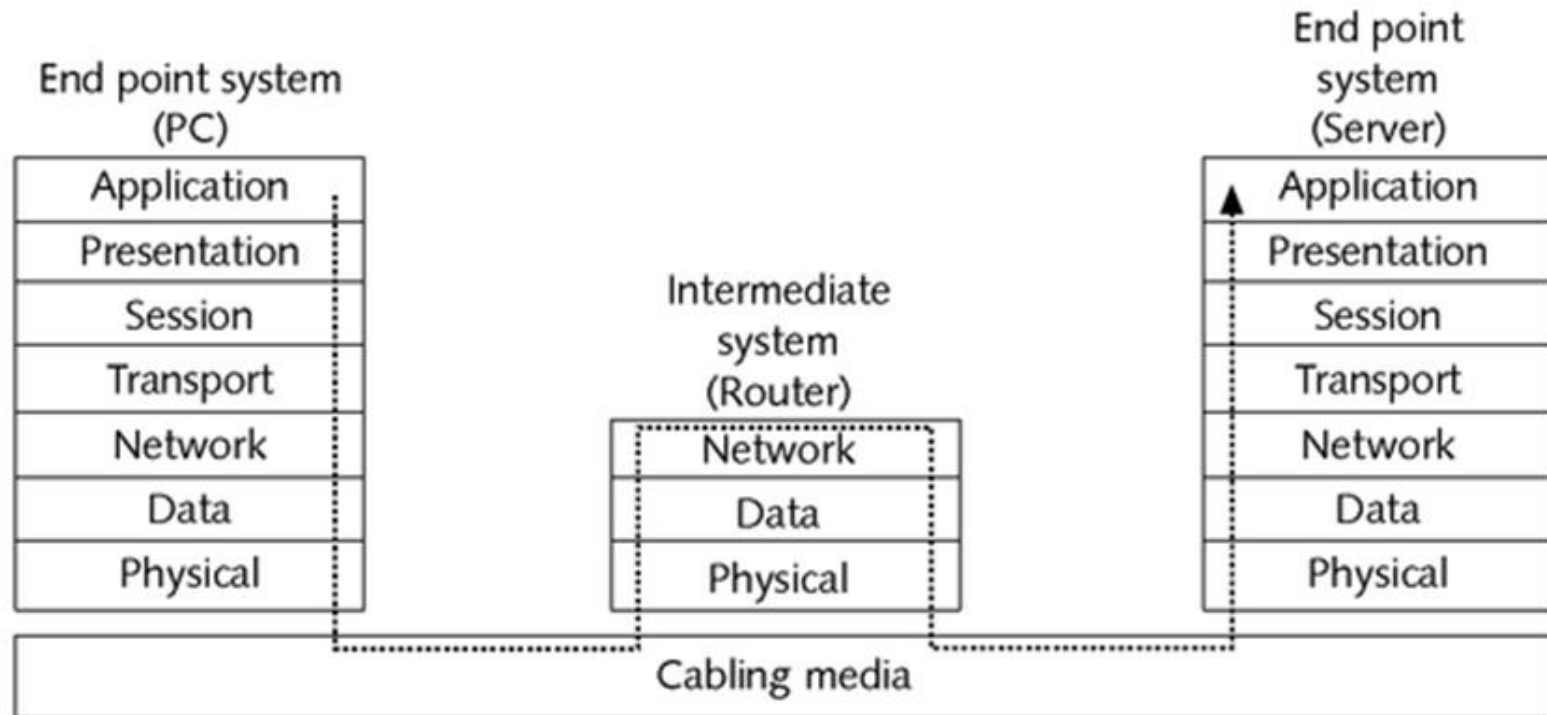 End point system
(PC)
Application
Presentation
Session
Transport
Network
Data
Physical
Intermediate
system
(Router)
Network
Data
Physical
End point
system
(Server)
Application
Presentation
Session
Transport
Network
Data
Physical
Cabling media